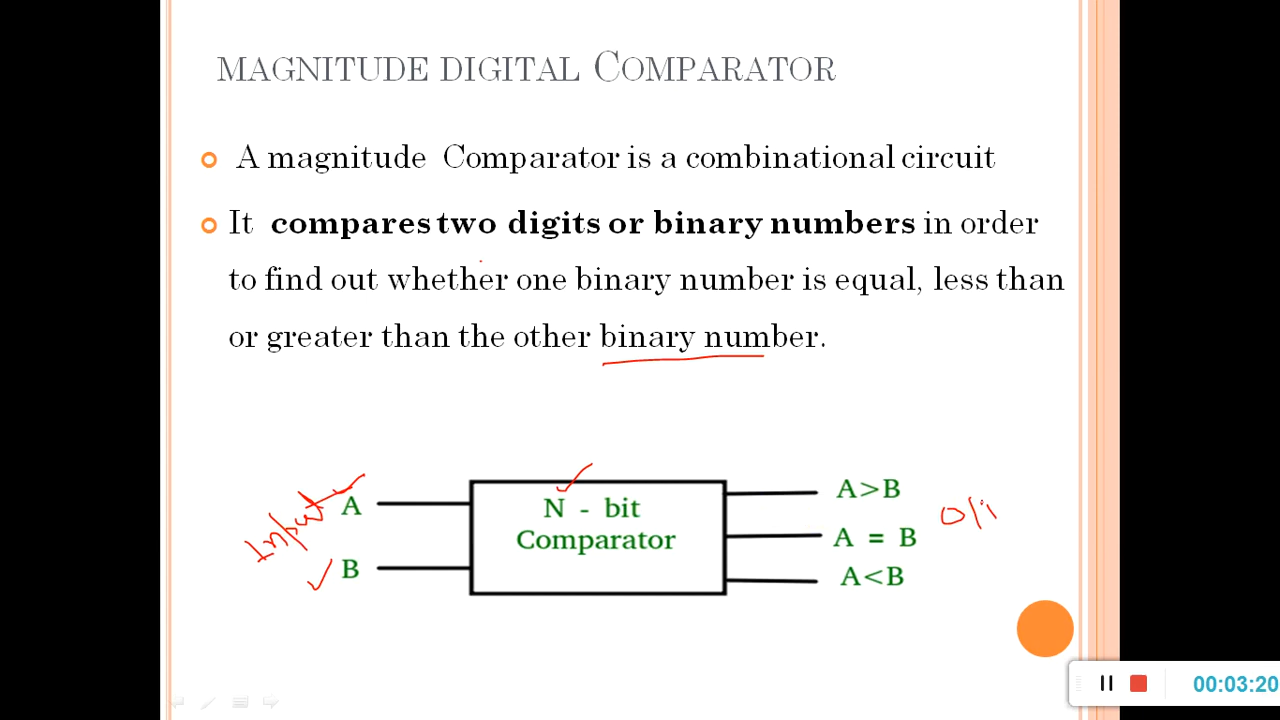 MAGNITUDE DIGITAL COMPARATOR
A magnitude Comparator is a combinational circuit
It compares two digits or binary numbers in order
to find out whether one binary number is equal, less than
or greater than the other binary number.
Input
A
B
N - bit
Comparator
A>B
A = B
A<B
00:03:20